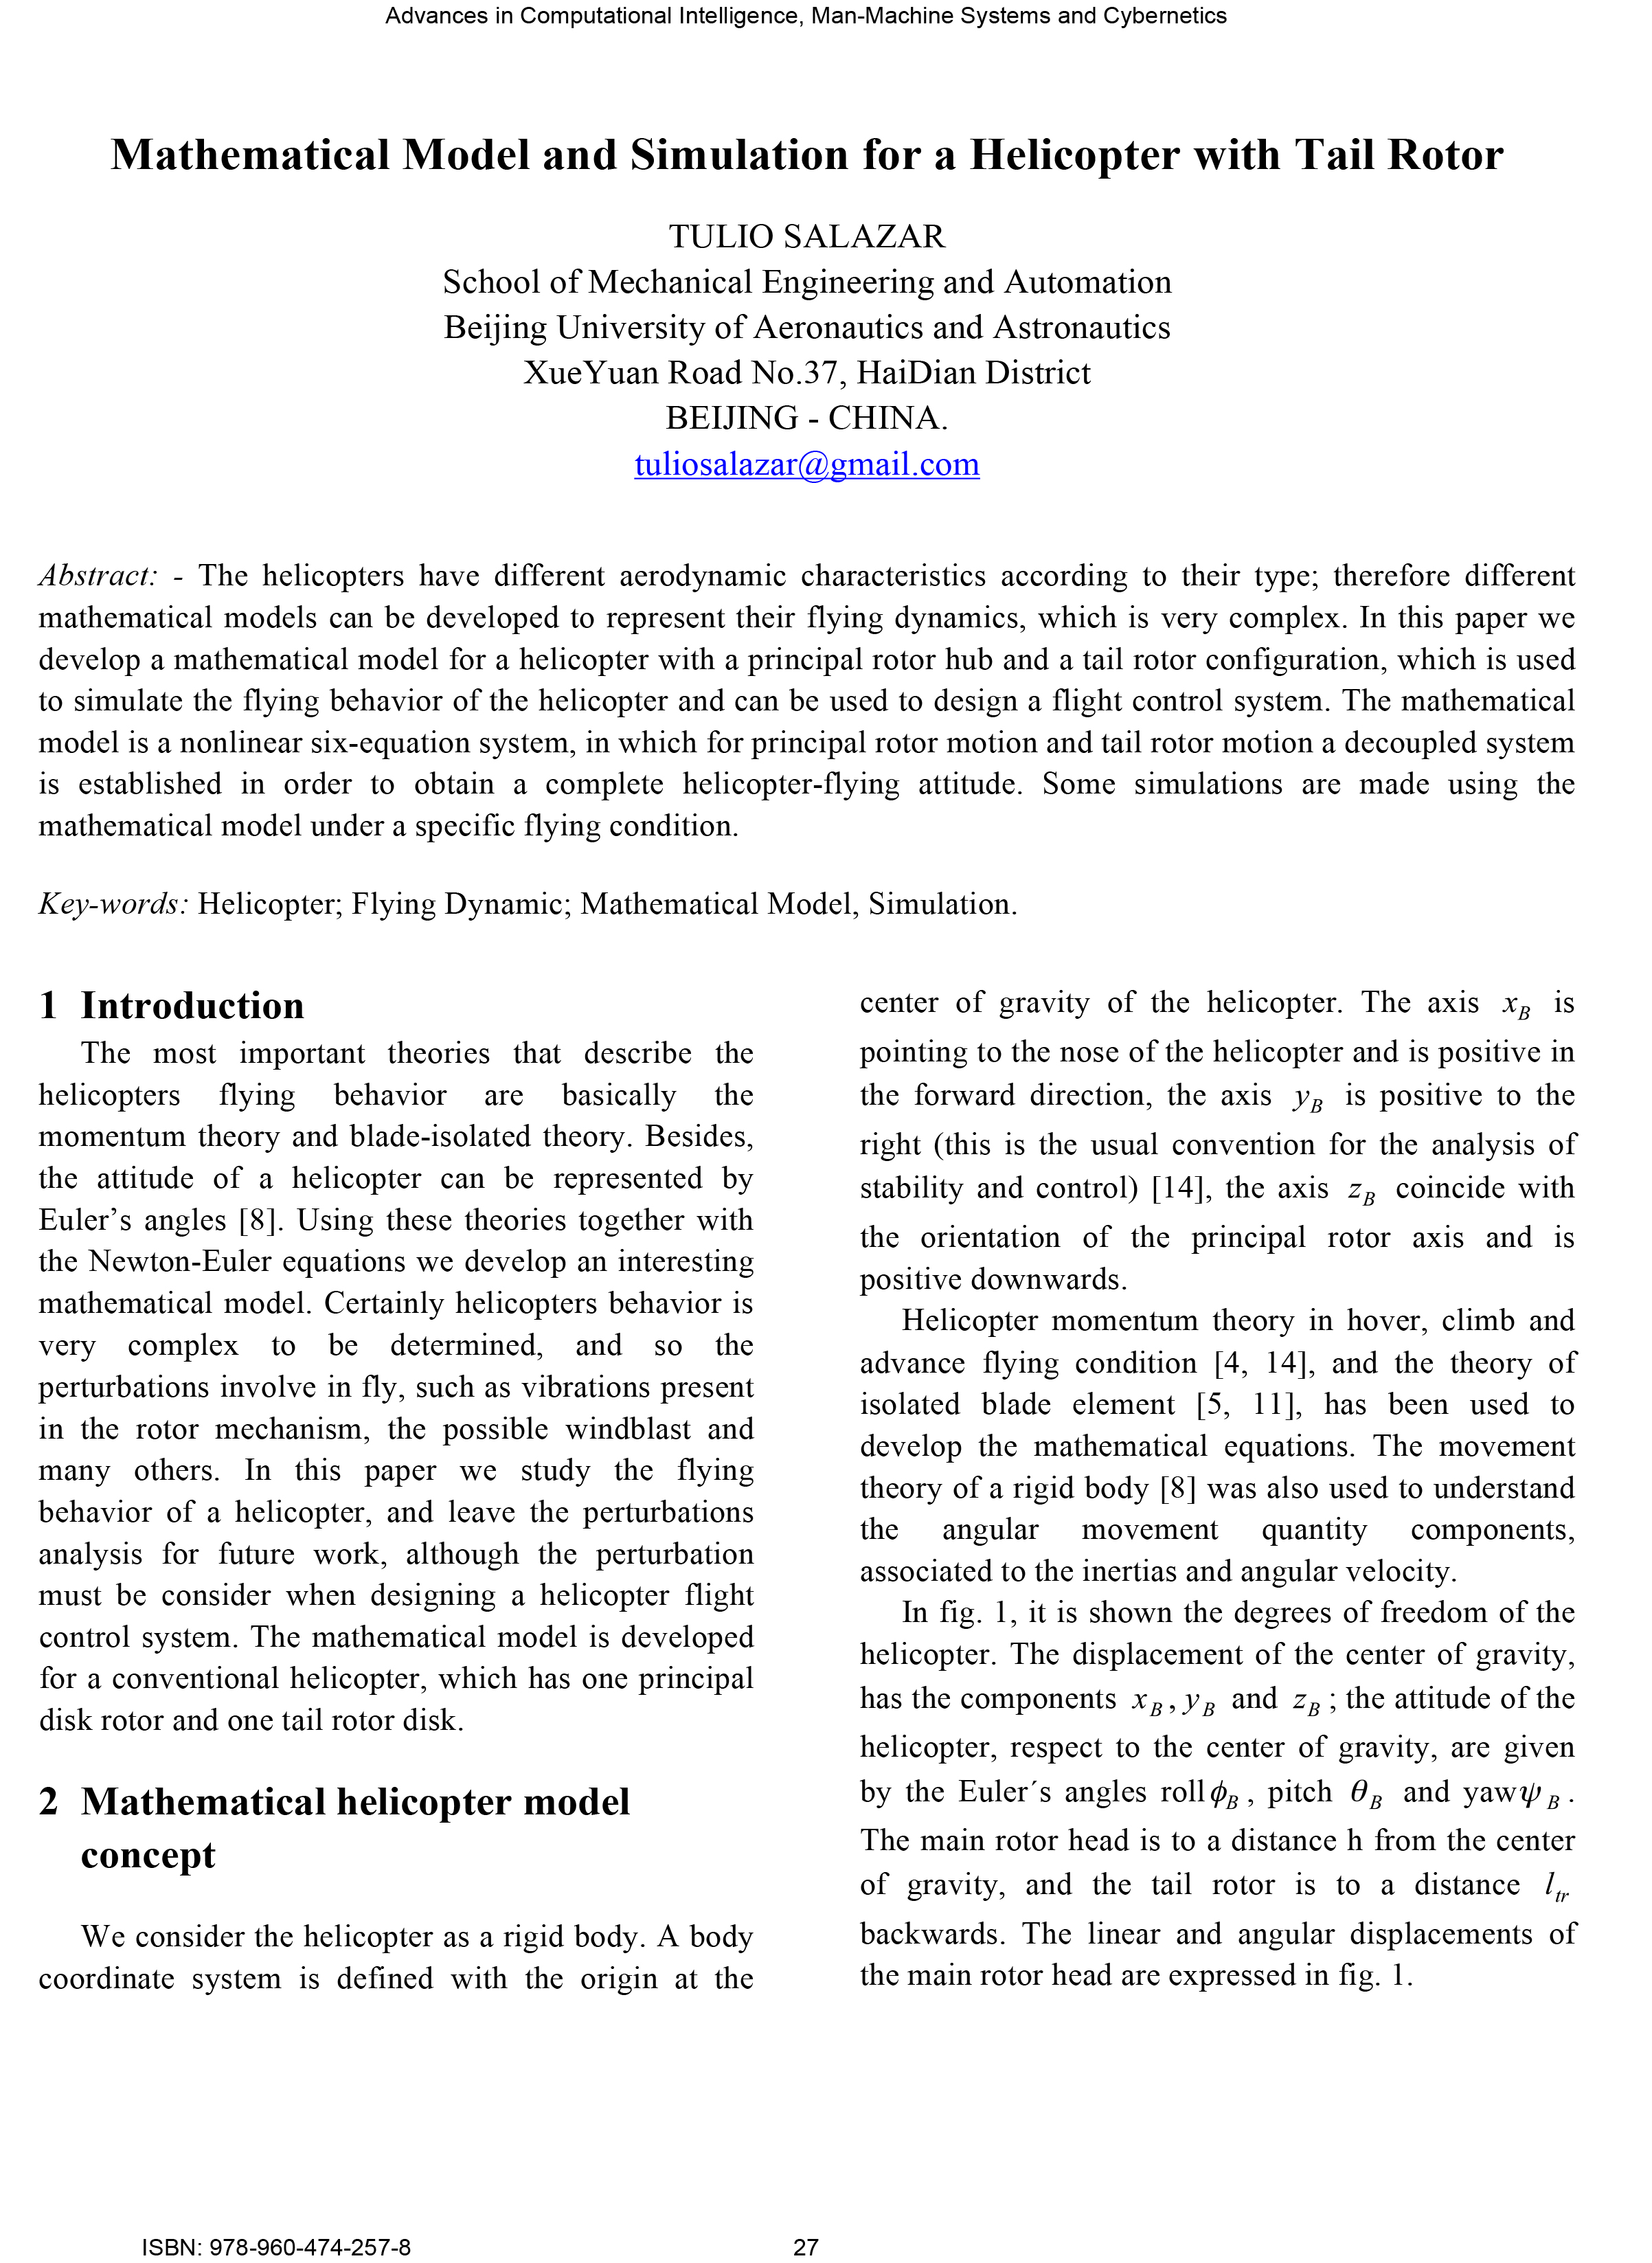 Advances in Computational Intelligence, Man-Machine Systems and Cybernetics
Mathematical Model and Simulation for a Helicopter with Tail Rotor
TULIO SALAZAR
School of Mechanical Engineering and Automation
Beijing University of Aeronautics and Astronautics
XueYuan Road No.37, HaiDian District
BEIJING - CHINA.
tuliosalazar@gmail.com
Abstract: - The helicopters have different aerodynamic characteristics according to their type; therefore different
mathematical models can be developed to represent their flying dynamics, which is very complex. In this paper we
develop a mathematical model for a helicopter with a principal rotor hub and a tail rotor configuration, which is used
to simulate the flying behavior of the helicopter and can be used to design a flight control system. The mathematical
model is a nonlinear six-equation system, in which for principal rotor motion and tail rotor motion a decoupled system
is established in order to obtain a complete helicopter-flying attitude. Some simulations are made using the
mathematical model under a specific flying condition.
Key-words: Helicopter; Flying Dynamic; Mathematical Model, Simulation.
1 Introduction
The most important theories that describe the
helicopters flying behavior are basically the
momentum theory and blade-isolated theory. Besides,
the attitude of a helicopter can be represented by
Euler’s angles [8]. Using these theories together with
the Newton-Euler equations we develop an interesting
mathematical model. Certainly helicopters behavior is
very complex to be determined, and so the
perturbations involve in fly, such as vibrations present
in the rotor mechanism, the possible windblast and
many others. In this paper we study the flying
behavior of a helicopter, and leave the perturbations
analysis for future work, although the perturbation
must be consider when designing a helicopter flight
control system. The mathematical model is developed
for a conventional helicopter, which has one principal
disk rotor and one tail rotor disk.
2 Mathematical helicopter model
concept
We consider the helicopter as a rigid body. A body
coordinate system is defined with the origin at the
center of gravity of the helicopter. The axis x_B is
pointing to the nose of the helicopter and is positive in
the forward direction, the axis y_B is positive to the
right (this is the usual convention for the analysis of
stability and control) [14], the axis z_B coincide with
the orientation of the principal rotor axis and is
positive downwards.
Helicopter momentum theory in hover, climb and
advance flying condition [4, 14], and the theory of
isolated blade element [5, 11], has been used to
develop the mathematical equations. The movement
theory of a rigid body [8] was also used to understand
the angular movement quantity components,
associated to the inertias and angular velocity.
In fig. 1, it is shown the degrees of freedom of the
helicopter. The displacement of the center of gravity,
has the components x_B, y_B and z_B; the attitude of the
helicopter, respect to the center of gravity, are given
by the Euler´s angles roll ϕ_B, pitch θ_B and yaw ψ_B.
The main rotor head is to a distance h from the center
of gravity, and the tail rotor is to a distance l_tr
backwards. The linear and angular displacements of
the main rotor head are expressed in fig. 1.
ISBN: 978-960-474-257-8
27